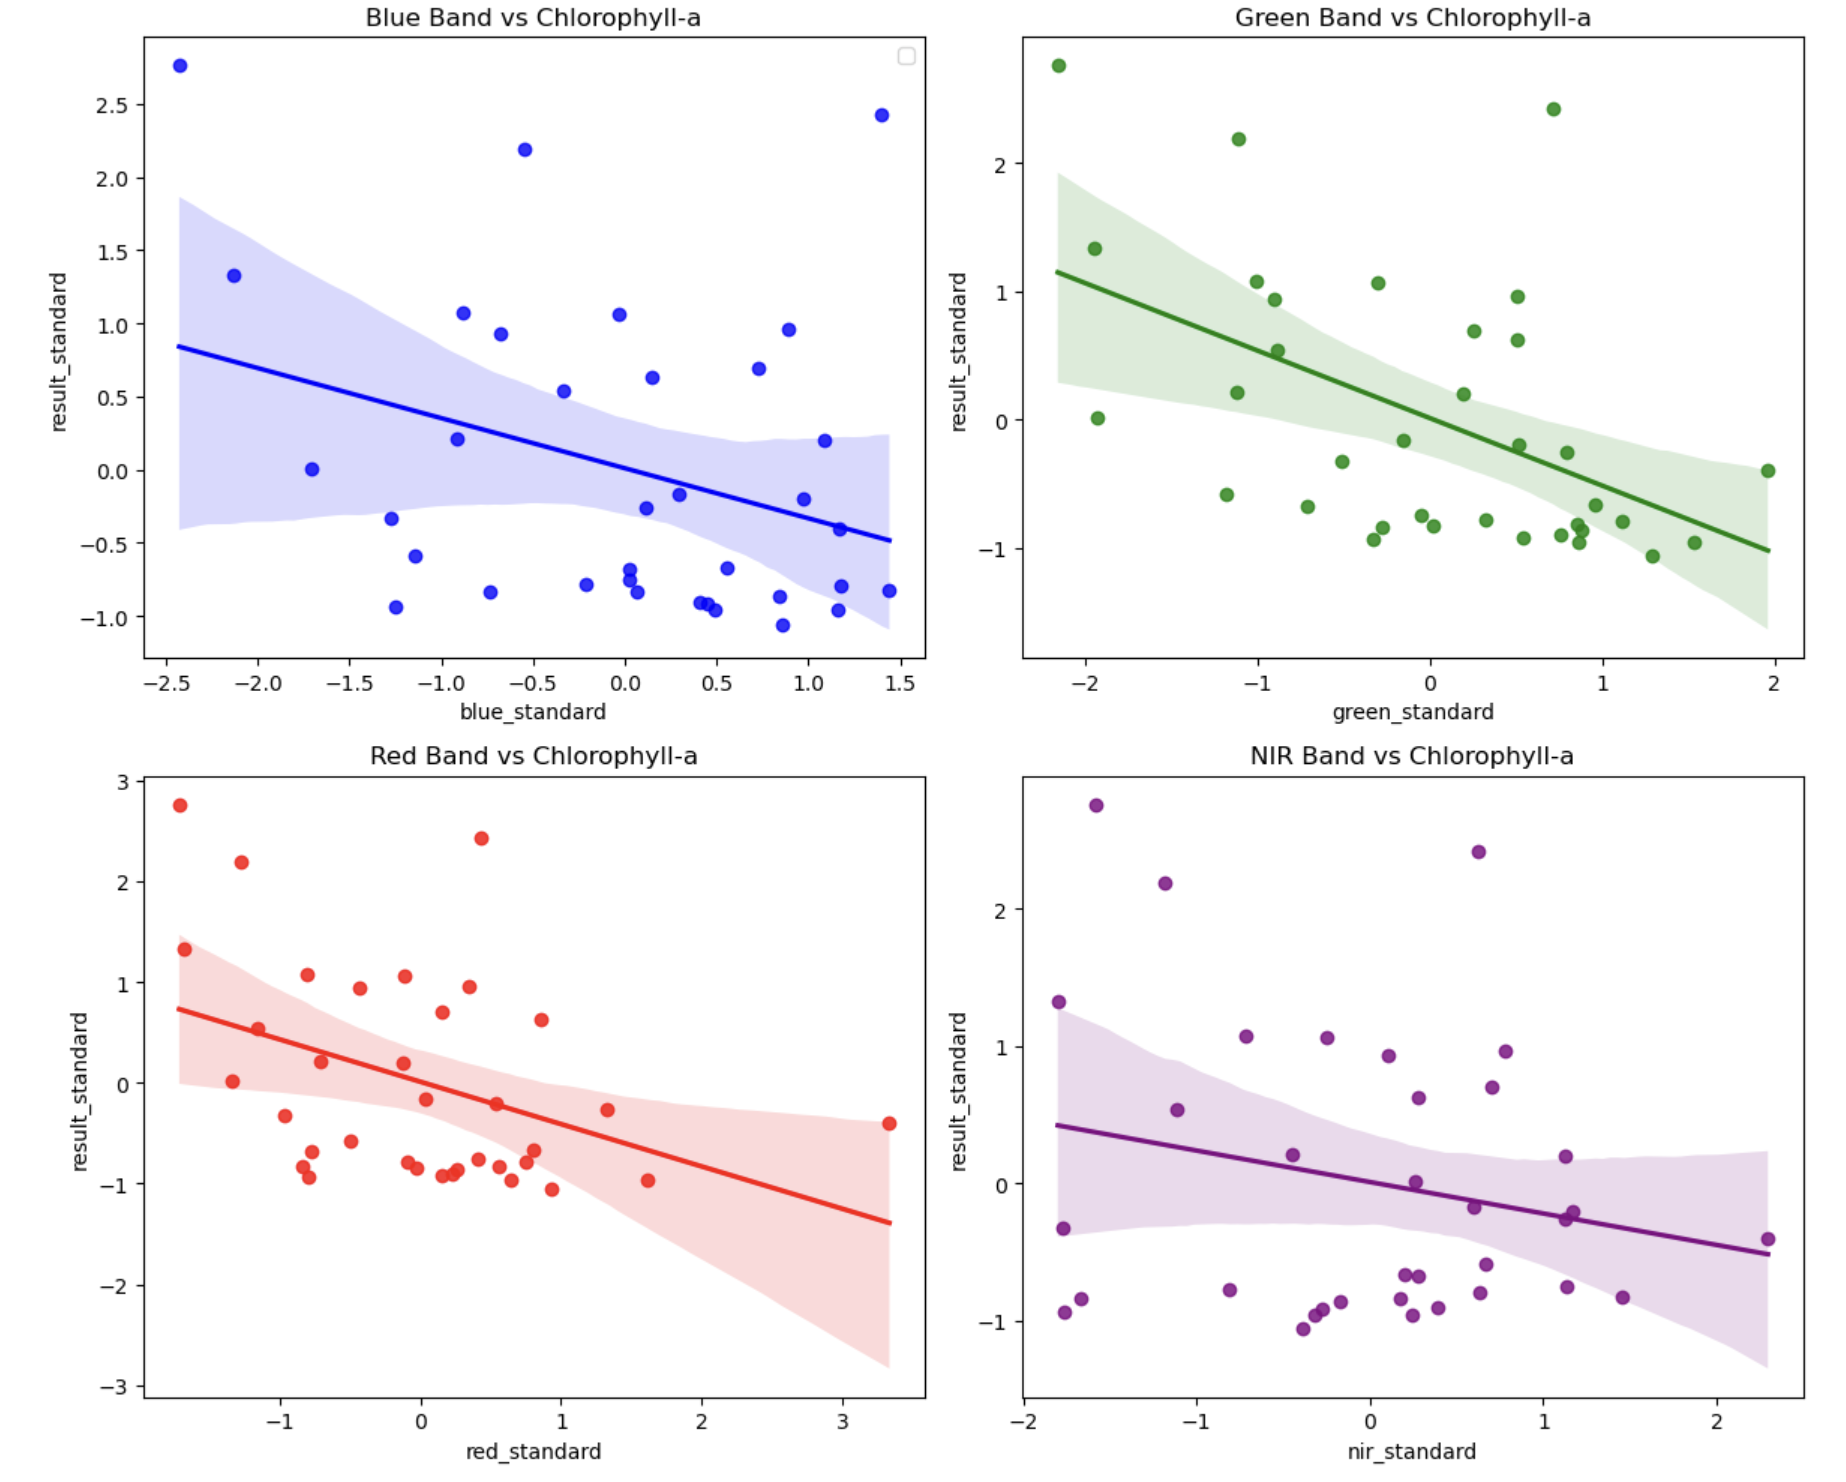 Blue Band vs Chlorophyll-a
2.5
2.0
1.5
1.0
0.5
0.0
−0.5
−1.0
result_standard
−2.5 −2.0 −1.5 −1.0 −0.5 0.0 0.5 1.0 1.5
blue_standard
Green Band vs Chlorophyll-a
2
1
0
−1
result_standard
−2 −1 0 1 2
green_standard
Red Band vs Chlorophyll-a
3
2
1
0
−1
−2
−3
result_standard
−1 0 1 2 3
red_standard
NIR Band vs Chlorophyll-a
2
1
0
−1
result_standard
−2 −1 0 1 2
nir_standard